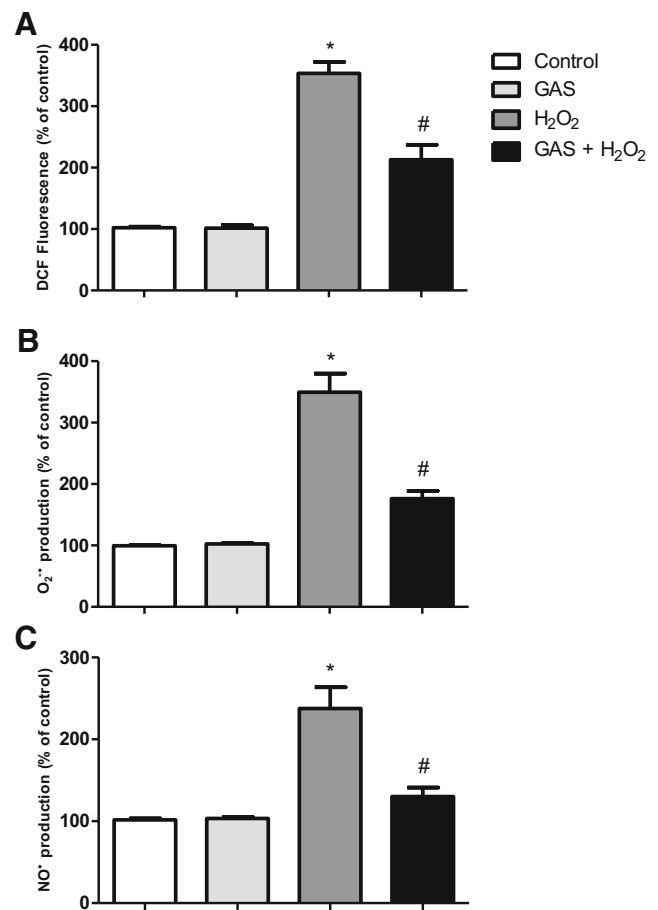 A
DCF Fluorescence (% of control)
400
300
200
100
0
*
#
Control
GAS
H₂O₂
GAS + H₂O₂
B
O₂⁻• production (% of control)
400
300
200
100
0
*
#
C
NO• production (% of control)
300
200
100
0
*
#